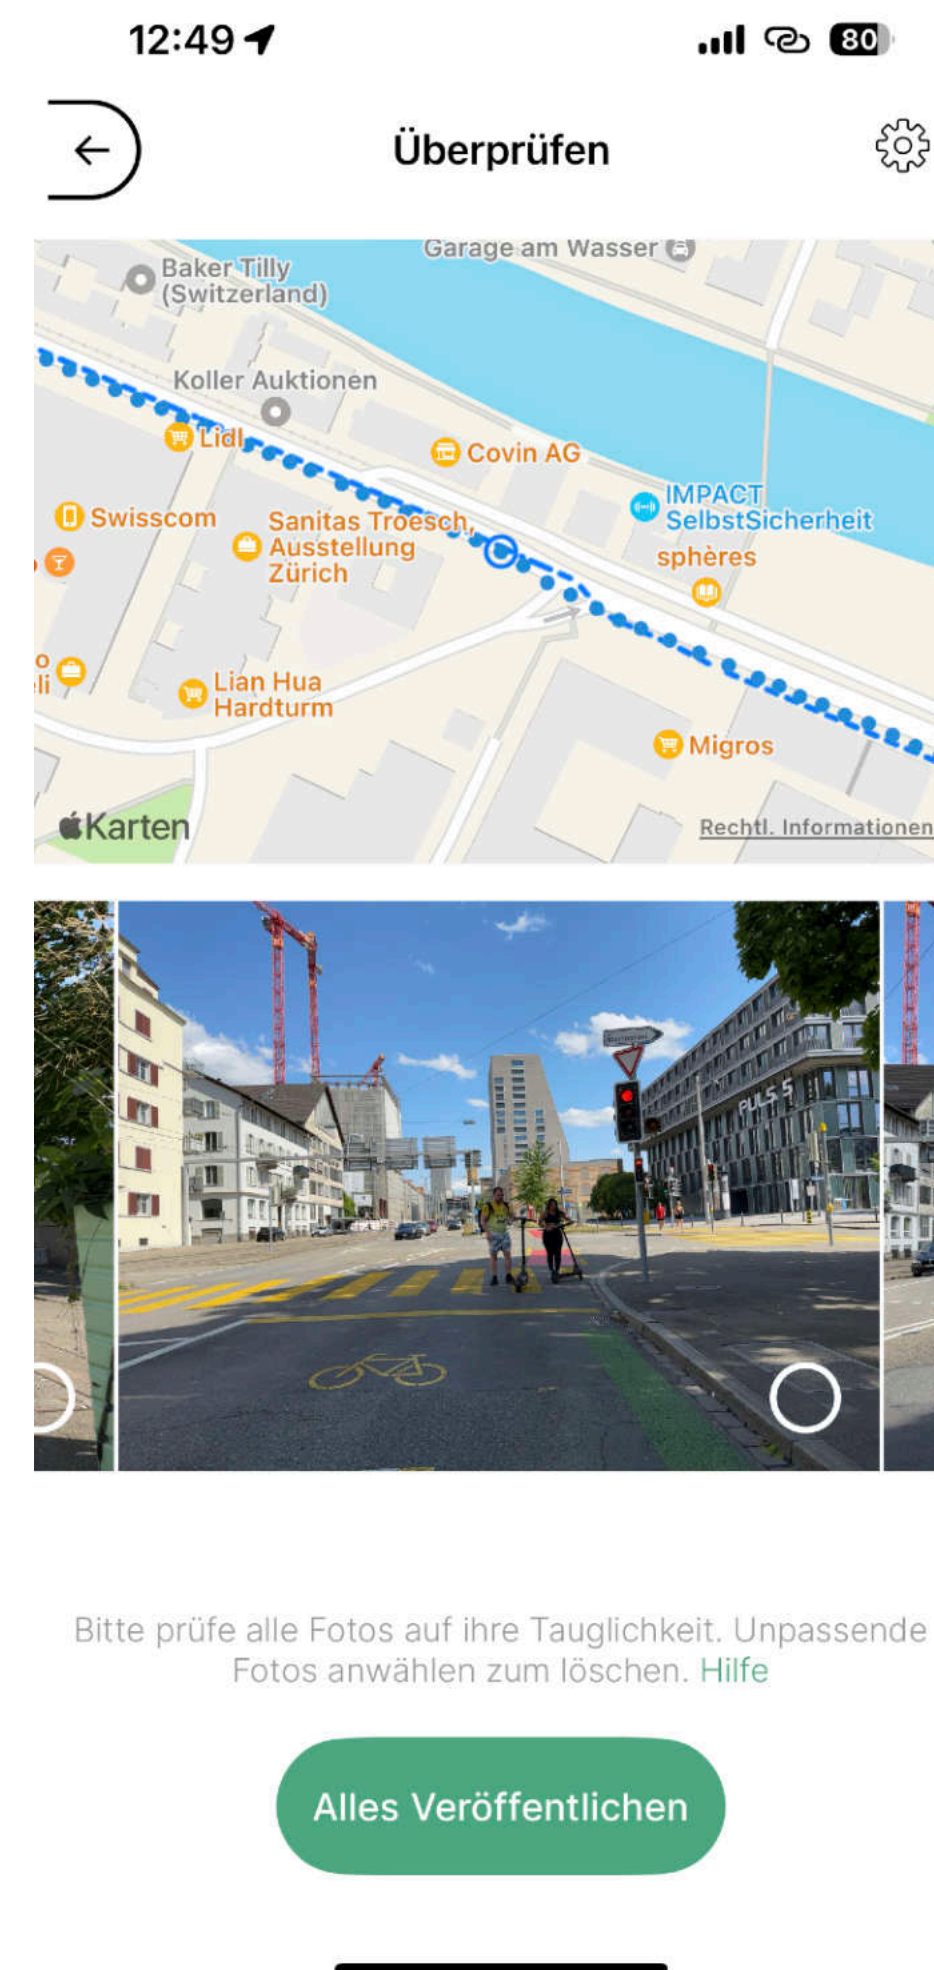 12:49
80
Überprüfen
Garage am Wasser
Baker Tilly
(Switzerland)
Koller Auktionen
Lidl
Covin AG
IMPACT
SelbstSicherheit
Swisscom
Sanitas Troesch,
Ausstellung
Zürich
sphères
o
li
Lian Hua
Hardturm
Migros
Karten
Rechtl. Informationen
PULS 5
Bitte prüfe alle Fotos auf ihre Tauglichkeit. Unpassende
Fotos anwählen zum löschen. Hilfe
Alles Veröffentlichen